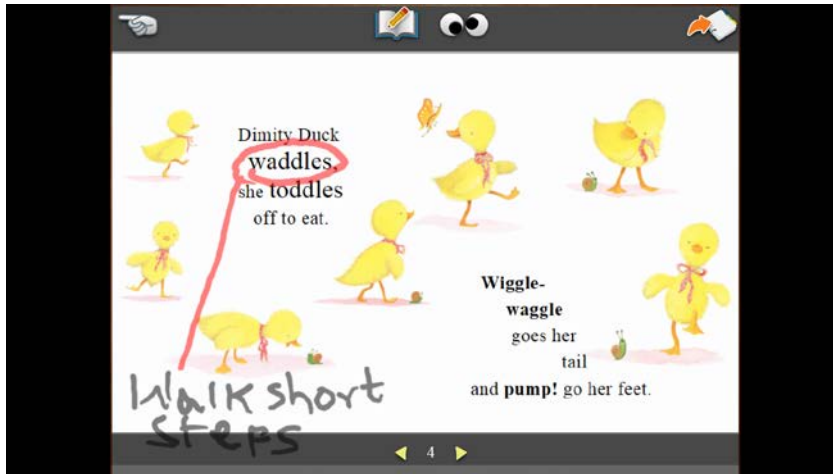 Dimity Duck
waddles,
she toddles
off to eat.
Wiggle-
waggle
goes her
tail
and pump! go her feet.
Walk short
steps
4